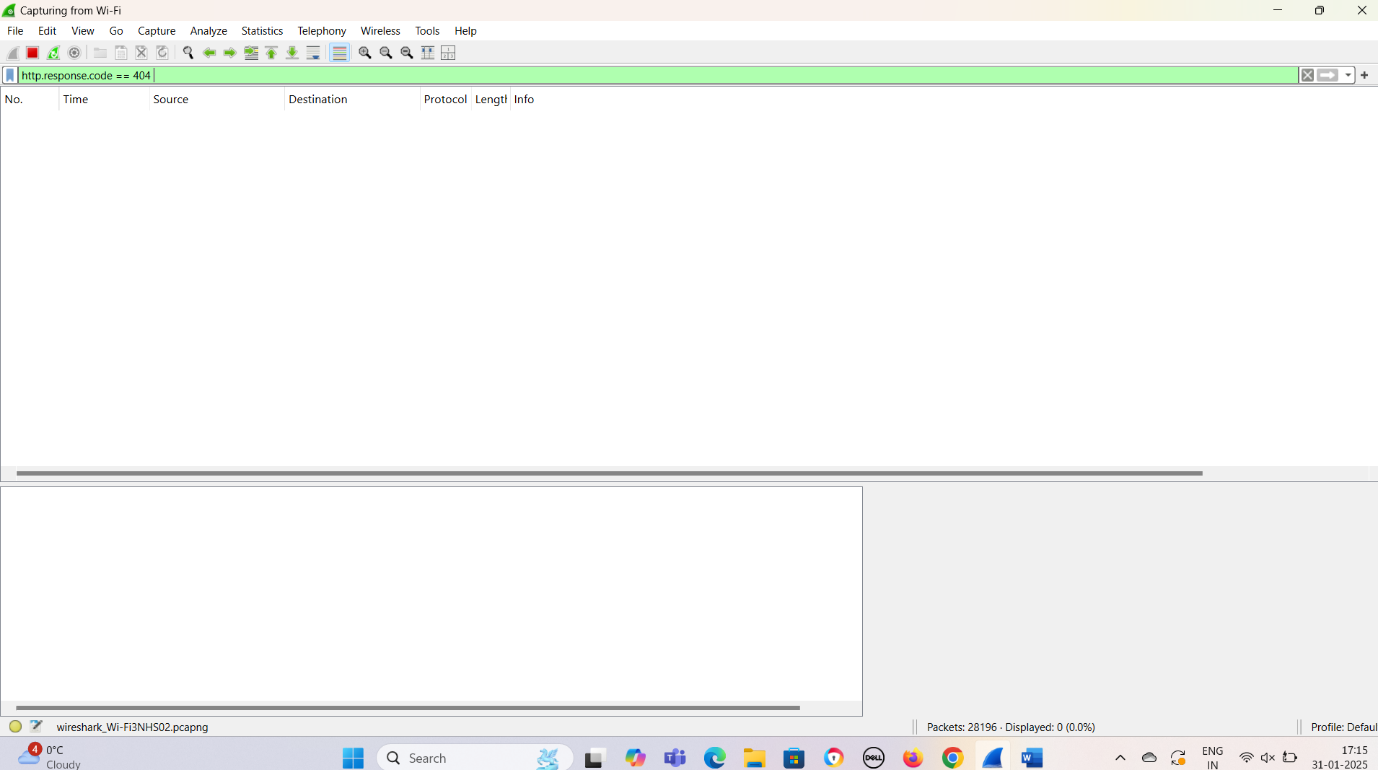 Capturing from Wi-Fi
File Edit View Go Capture Analyze Statistics Telephony Wireless Tools Help
http.response.code == 404
No. Time Source Destination Protocol Length Info
wireshark_Wi-Fi3NHS02.pcapng Packets: 28196 · Displayed: 0 (0.0%) Profile: Defaul
4 0°C
Cloudy
Search
DELL
ENG
IN
17:15
31-01-2025